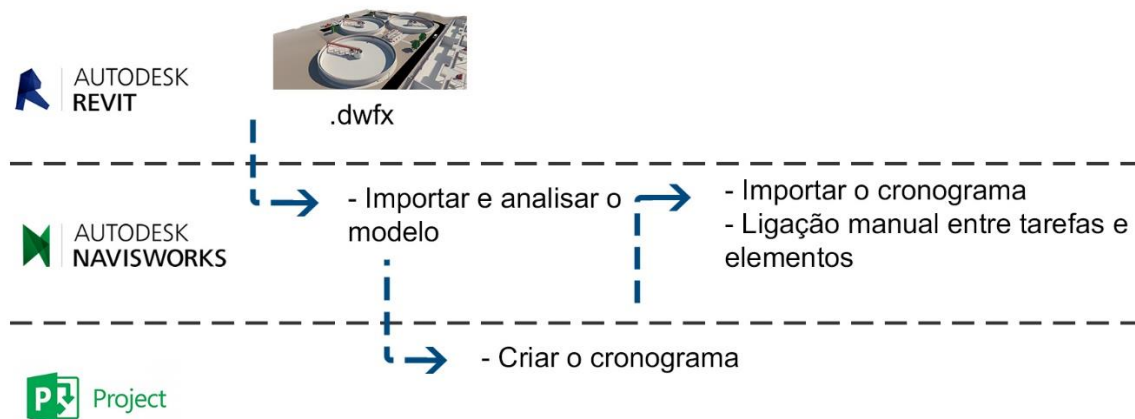 AUTODESK
REVIT
.dwfx
- Importar e analisar o
modelo
- Importar o cronograma
- Ligação manual entre tarefas e
elementos
AUTODESK
NAVISWORKS
- Criar o cronograma
P
Project